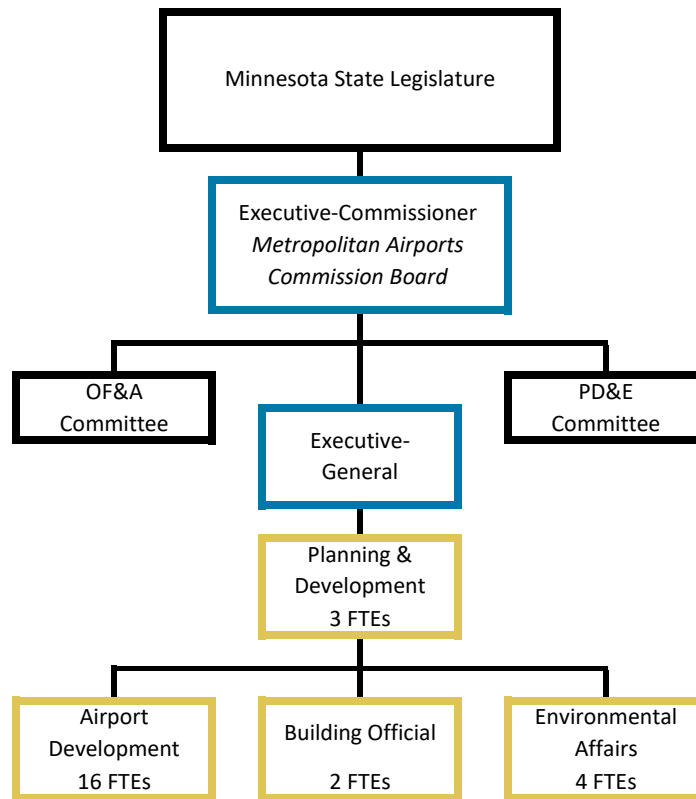 Minnesota State Legislature
Executive-Commissioner
Metropolitan Airports
Commission Board
OF&A
Committee
PD&E
Committee
Executive-
General
Planning &
Development
3 FTEs
Airport
Development
16 FTEs
Building Official
2 FTEs
Environmental
Affairs
4 FTEs